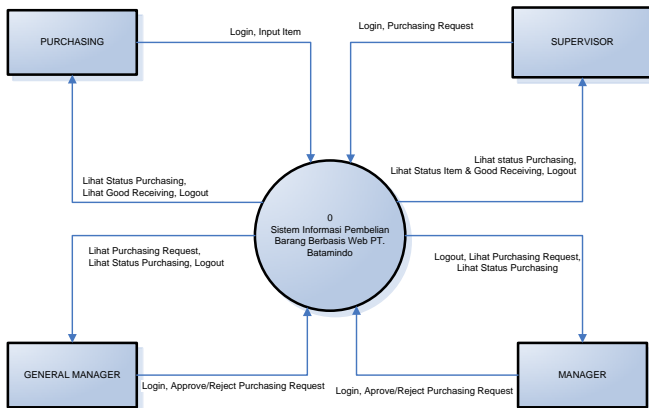 PURCHASING
Login, Input Item
Login, Purchasing Request
SUPERVISOR
Lihat Status Purchasing,
Lihat Good Receiving, Logout
Lihat status Purchasing,
Lihat Status Item & Good Receiving, Logout
0
Sistem Informasi Pembelian
Barang Berbasis Web PT.
Batamindo
Lihat Purchasing Request,
Lihat Status Purchasing, Logout
Logout, Lihat Purchasing Request,
Lihat Status Purchasing
GENERAL MANAGER
Login, Aprove/Reject Purchasing Request
Login, Aprove/Reject Purchasing Request
MANAGER